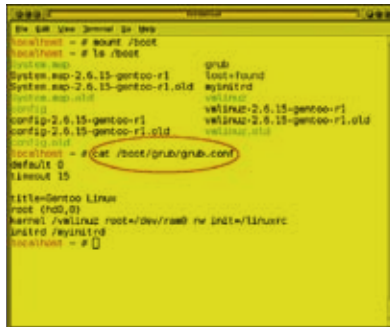 File Edit View Terminal Go Help
localhost ~ # mount /boot
localhost ~ # ls /boot
System.map grub
System.map-2.6.15-gentoo-r1 lost+found
System.map-2.6.15-gentoo-r1.old myinitrd
System.map.old vmlinuz
config vmlinuz-2.6.15-gentoo-r1
config-2.6.15-gentoo-r1 vmlinuz-2.6.15-gentoo-r1.old
config-2.6.15-gentoo-r1.old vmlinuz.old
config.old
localhost ~ # cat /boot/grub/grub.conf
default 0
timeout 15
title=Gentoo Linux
root (hd0,0)
kernel /vmlinuz root=/dev/ram0 rw init=/linuxrc
initrd /myinitrd
localhost ~ #